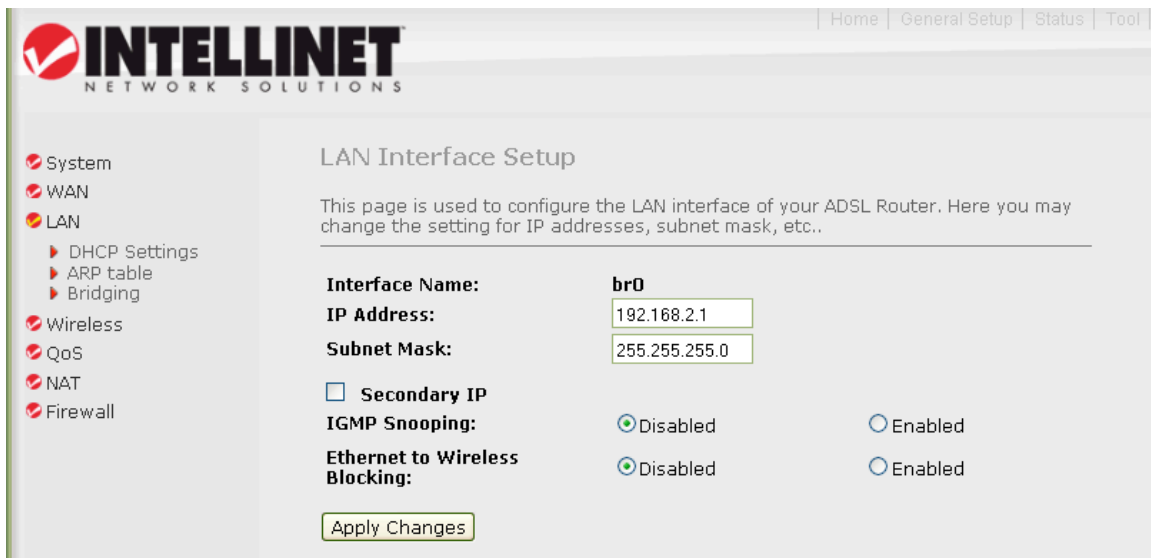 Home | General Setup | Status | Tool |
INTELLINET
NETWORK SOLUTIONS
System
WAN
LAN
DHCP Settings
ARP table
Bridging
Wireless
QoS
NAT
Firewall
LAN Interface Setup
This page is used to configure the LAN interface of your ADSL Router. Here you may
change the setting for IP addresses, subnet mask, etc..
Interface Name: br0
IP Address: 192.168.2.1
Subnet Mask: 255.255.255.0
Secondary IP
IGMP Snooping: Disabled Enabled
Ethernet to Wireless
Blocking: Disabled Enabled
Apply Changes